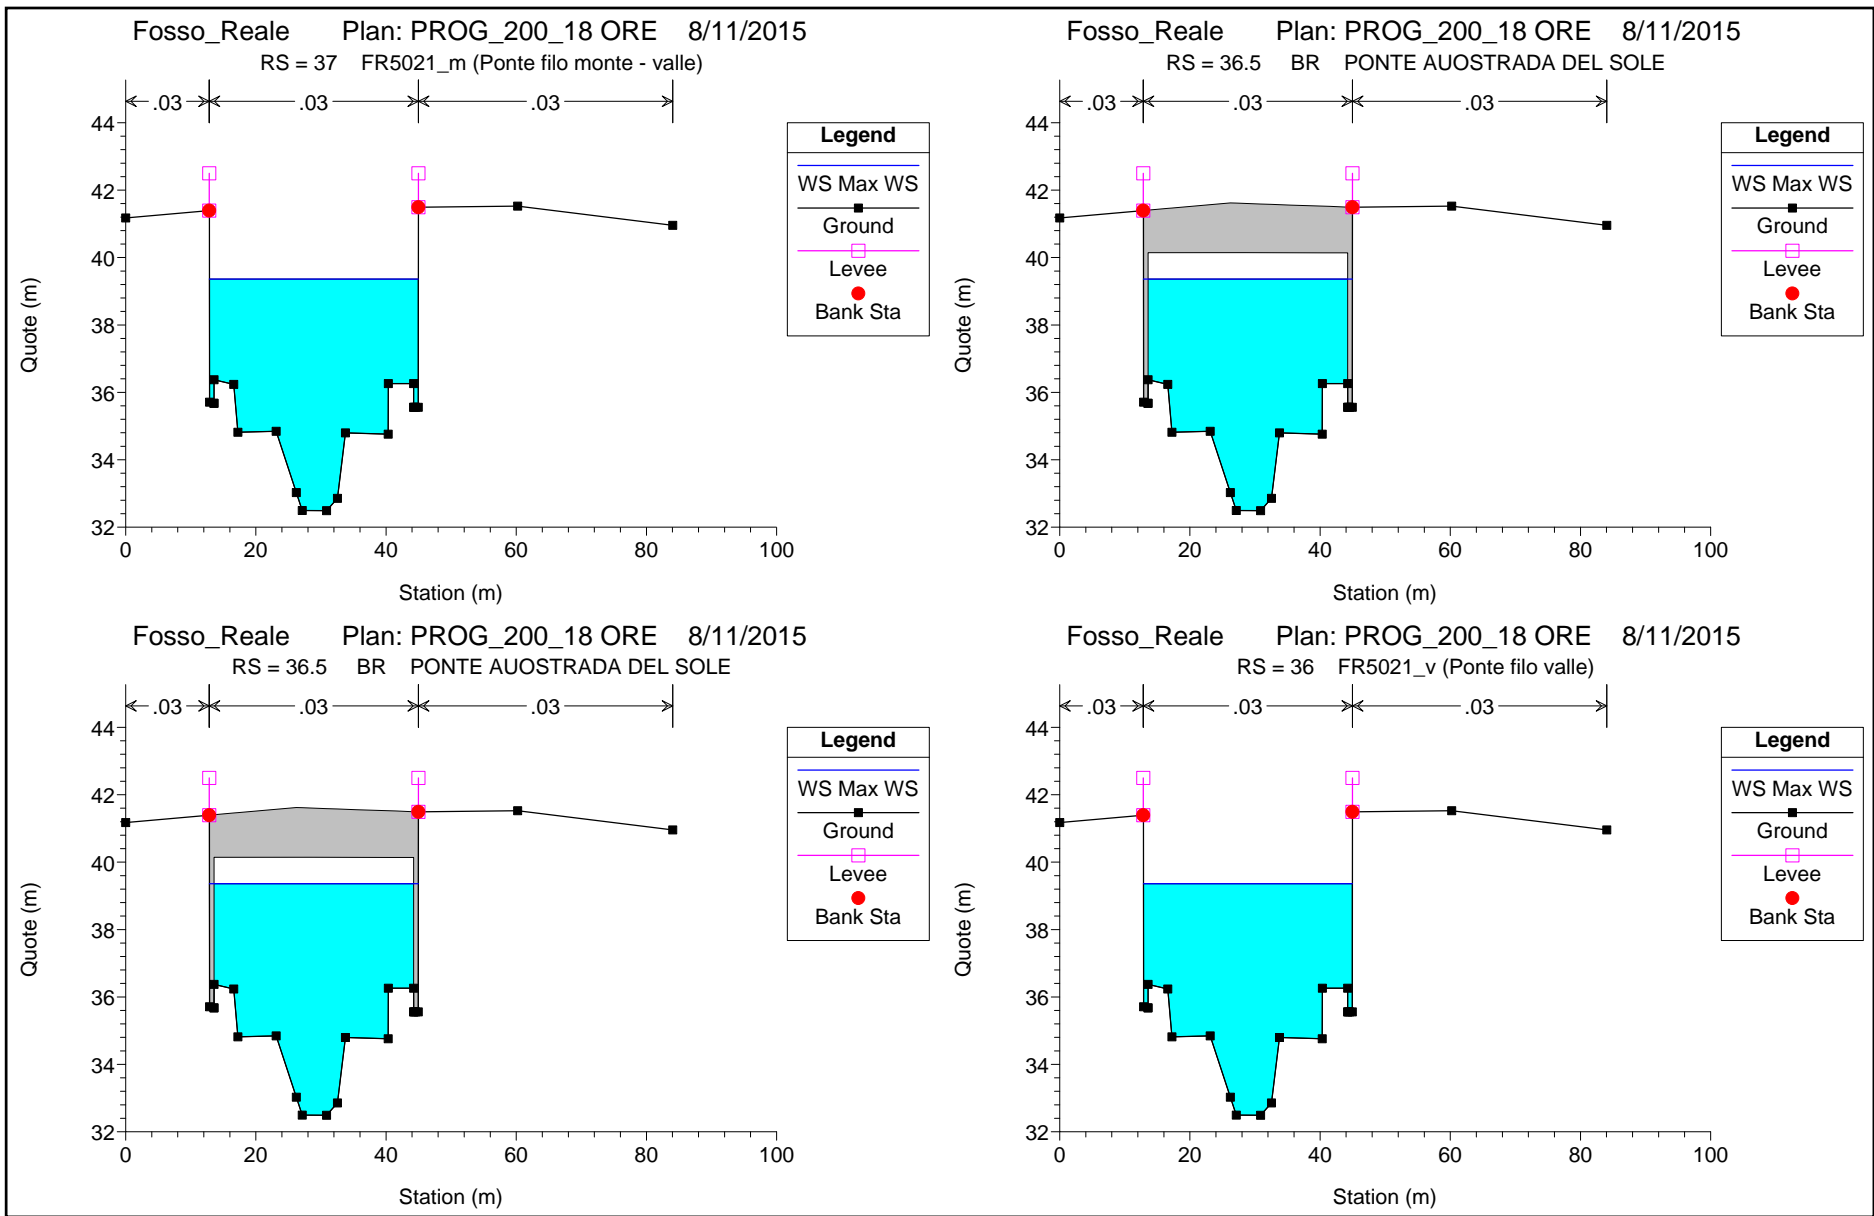 Fosso_Reale Plan: PROG_200_18 ORE 8/11/2015
RS = 37 FR5021_m (Ponte filo monte - valle)
.03 .03 .03
44
42
40
38
36
34
32
0 20 40 60 80 100
Quote (m)
Station (m)
Legend
WS Max WS
Ground
Levee
Bank Sta
Fosso_Reale Plan: PROG_200_18 ORE 8/11/2015
RS = 36.5 BR PONTE AUOSTRADA DEL SOLE
.03 .03 .03
44
42
40
38
36
34
32
0 20 40 60 80 100
Quote (m)
Station (m)
Legend
WS Max WS
Ground
Levee
Bank Sta
Fosso_Reale Plan: PROG_200_18 ORE 8/11/2015
RS = 36.5 BR PONTE AUOSTRADA DEL SOLE
.03 .03 .03
44
42
40
38
36
34
32
0 20 40 60 80 100
Quote (m)
Station (m)
Legend
WS Max WS
Ground
Levee
Bank Sta
Fosso_Reale Plan: PROG_200_18 ORE 8/11/2015
RS = 36 FR5021_v (Ponte filo valle)
.03 .03 .03
44
42
40
38
36
34
32
0 20 40 60 80 100
Quote (m)
Station (m)
Legend
WS Max WS
Ground
Levee
Bank Sta